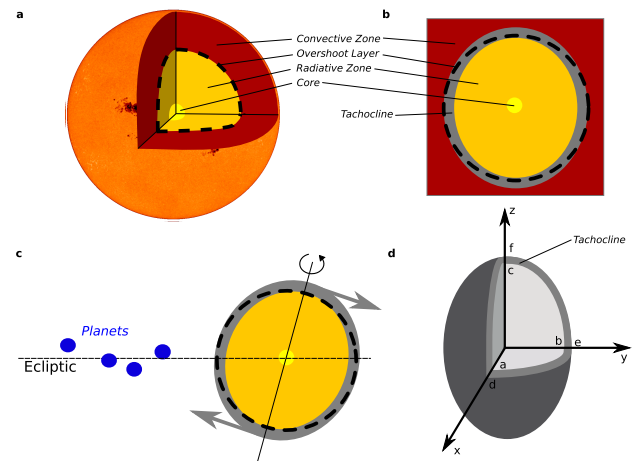 a
Convective Zone
Overshoot Layer
Radiative Zone
Core
b
Tachocline
c
Planets
Ecliptic
d
z
Tachocline
f
c
b
e
a
y
d
x